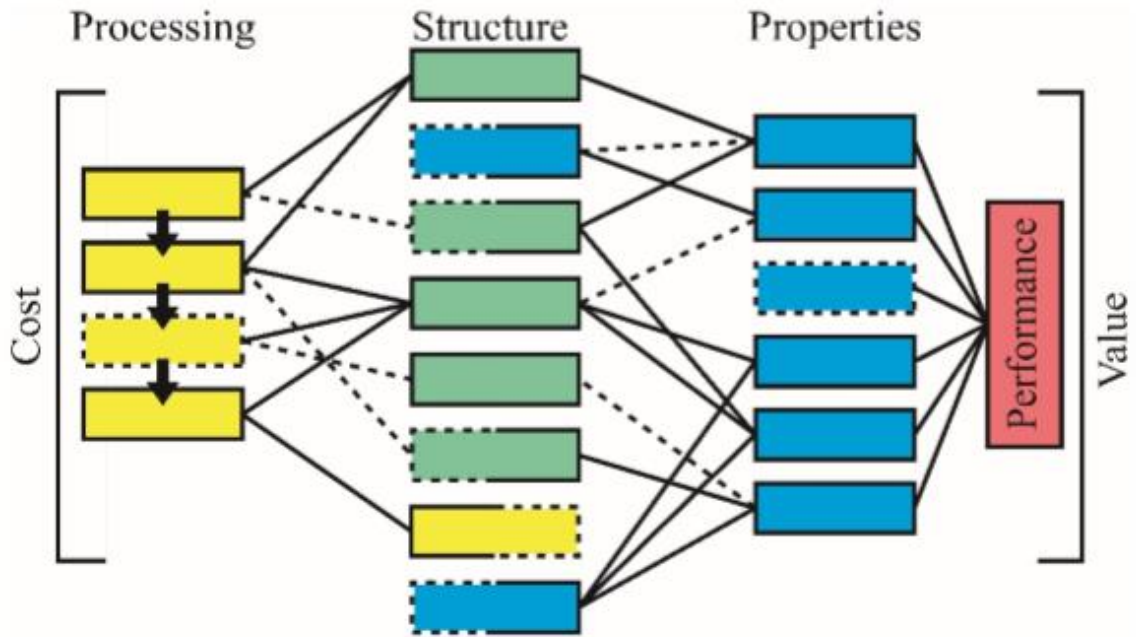 Processing
Structure
Properties
Cost
Performance
Value